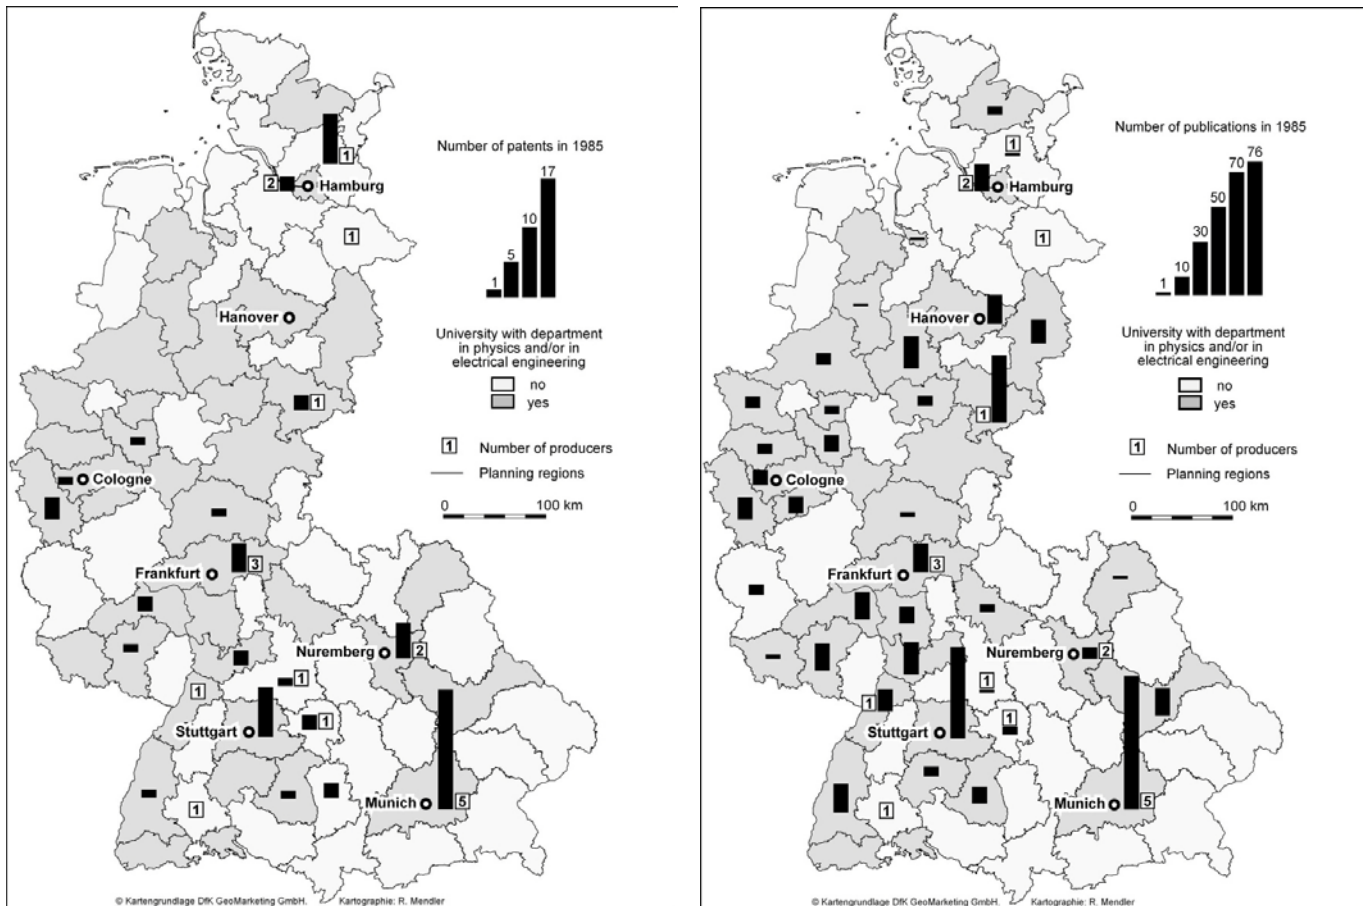 Number of patents in 1985
17
10
5
1
1
2
Hamburg
1
Hanover
University with department
in physics and/or in
electrical engineering
no
yes
1
1 Number of producers
Planning regions
Cologne
0 100 km
Frankfurt
3
Nuremberg
2
1
1
Stuttgart
1
Munich
5
1
© Kartengrundlage DfK GeoMarketing GmbH. Kartographie: R. Mendler
Number of publications in 1985
76
70
50
30
10
1
1
2
Hamburg
1
Hanover
University with department
in physics and/or in
electrical engineering
no
yes
1
1 Number of producers
Planning regions
Cologne
0 100 km
Frankfurt
3
Nuremberg
2
1
1
Stuttgart
1
Munich
5
1
© Kartengrundlage DfK GeoMarketing GmbH. Kartographie: R. Mendler